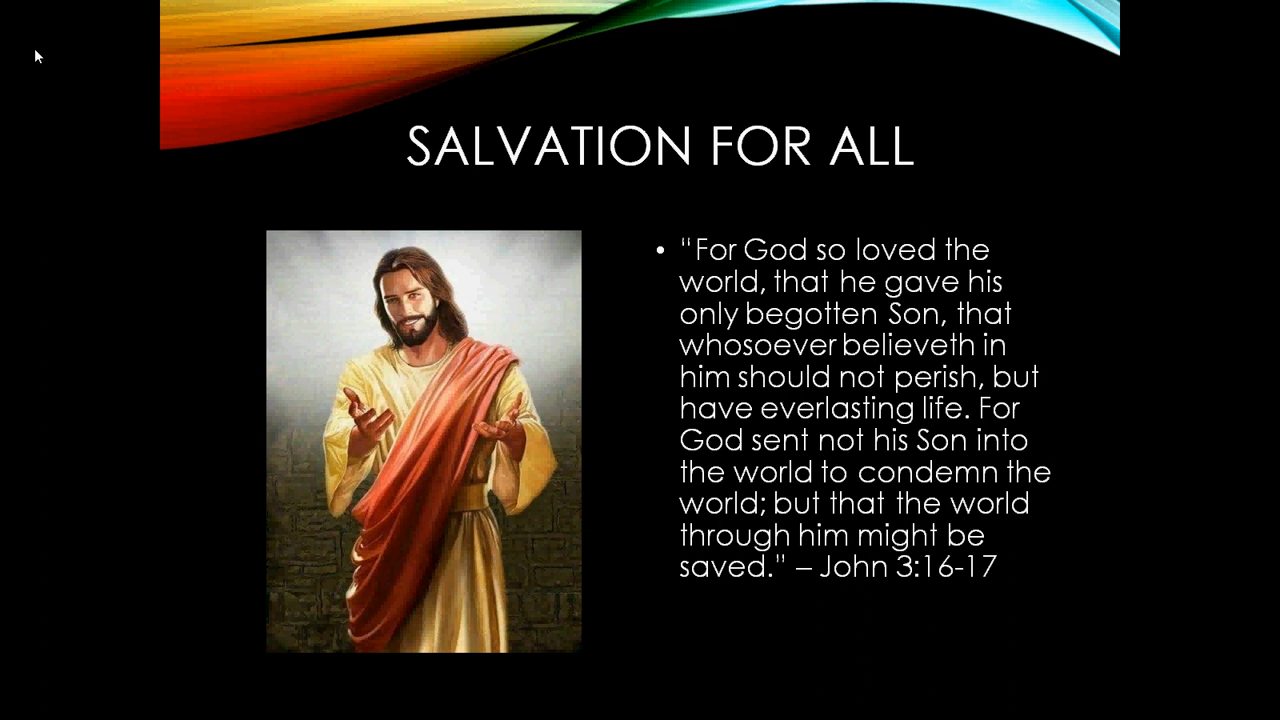 SALVATION FOR ALL
• "For God so loved the
world, that he gave his
only begotten Son, that
whosoever believeth in
him should not perish, but
have everlasting life. For
God sent not his Son into
the world to condemn the
world; but that the world
through him might be
saved." – John 3:16-17